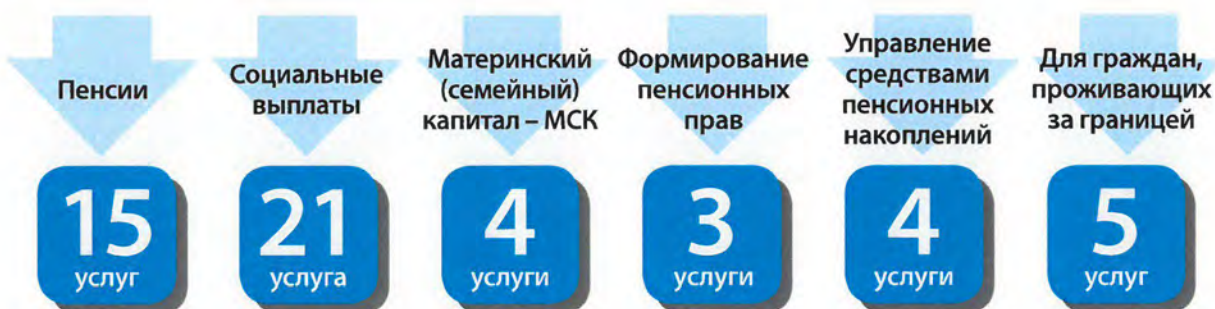 Пенсии
15
услуг
Социальные
выплаты
21
услуга
Материнский
(семейный)
капитал – МСК
4
услуги
Формирование
пенсионных
прав
3
услуги
Управление
средствами
пенсионных
накоплений
4
услуги
Для граждан,
проживающих
за границей
5
услуг